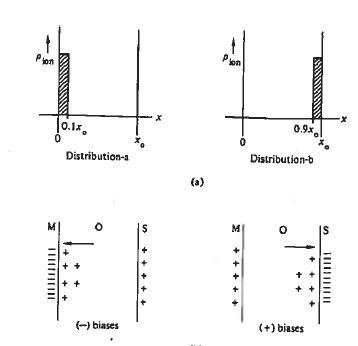 ρion
ρion
0
0.1xₒ
xₒ
x
0
0.9xₒ
xₒ
x
Distribution-a
Distribution-b
(a)
M O S
M O S
(−) biases
(+) biases